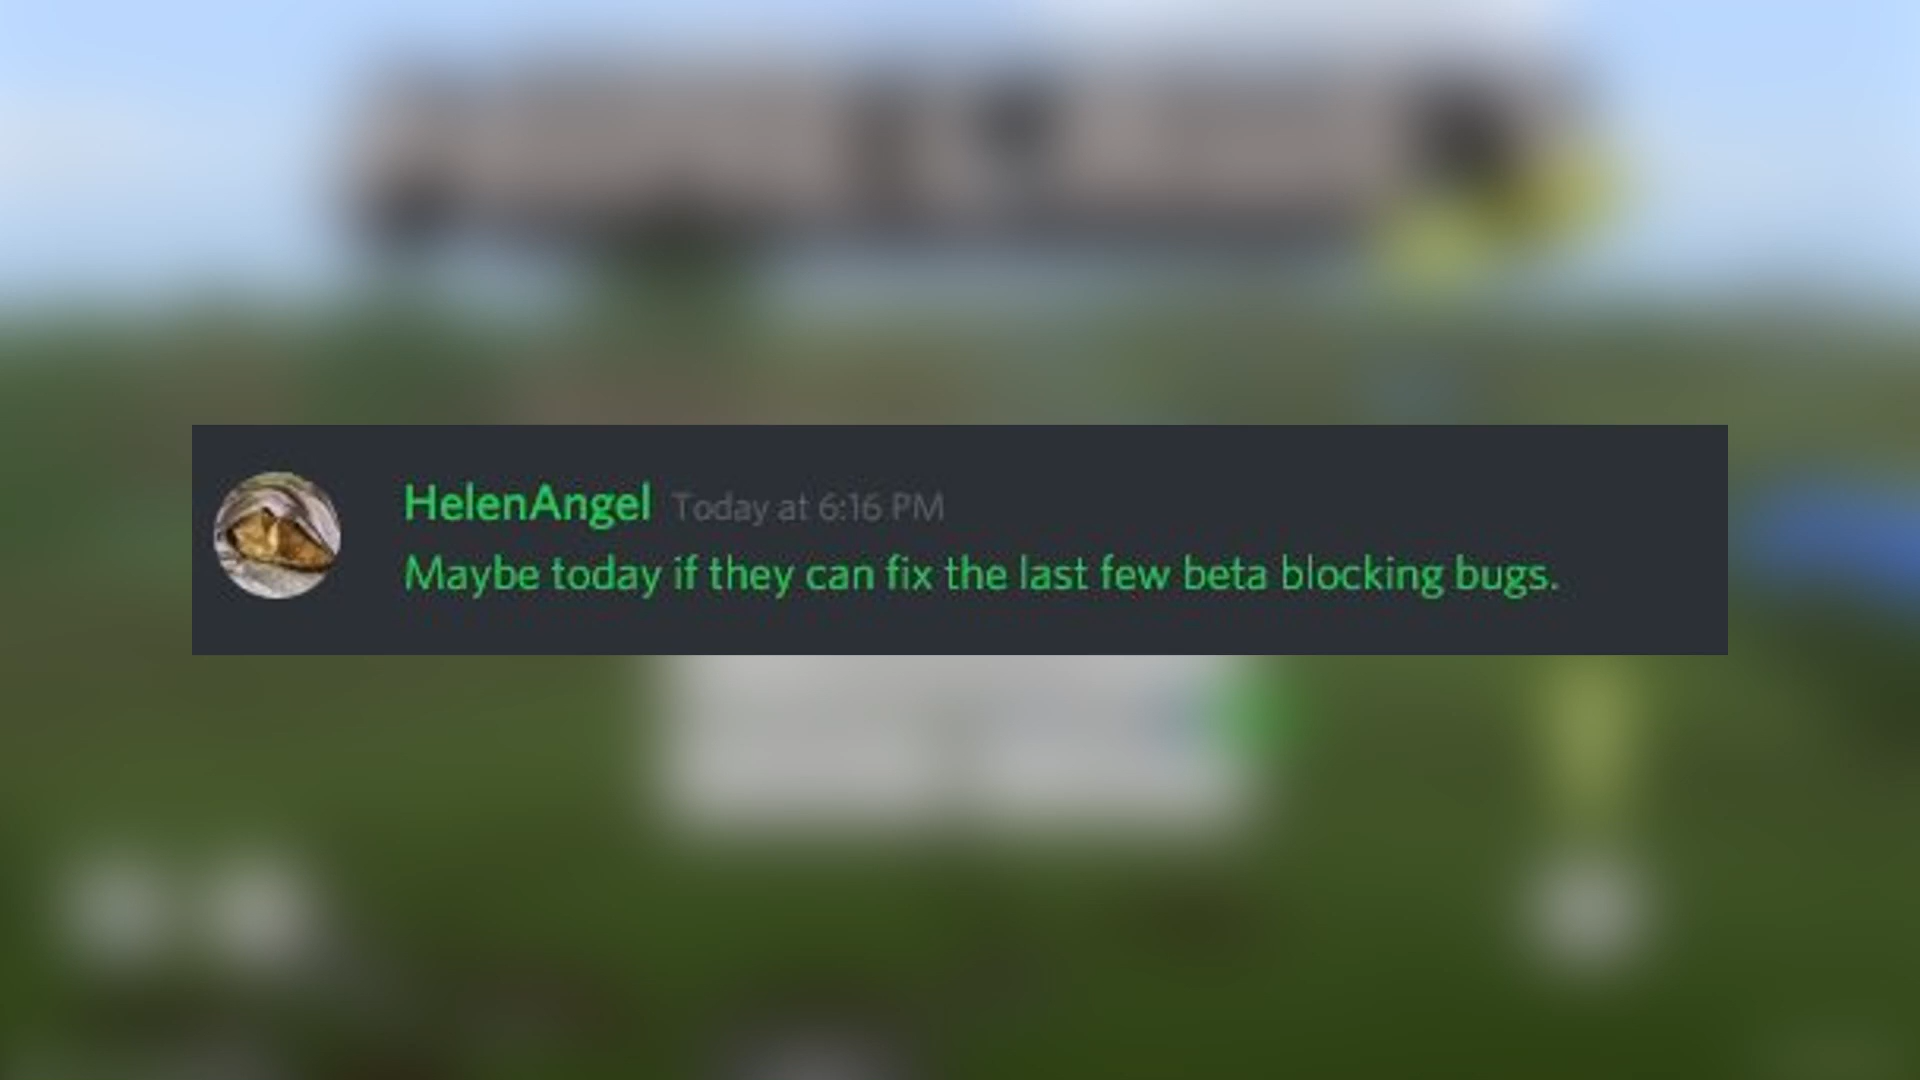 HelenAngel Today at 6:16 PM
Maybe today if they can fix the last few beta blocking bugs.